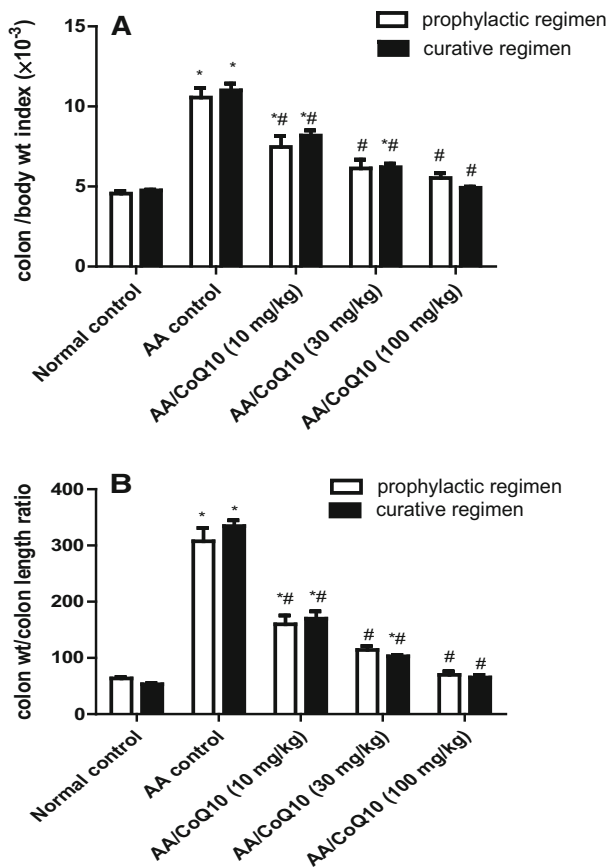 A
prophylactic regimen
curative regimen
colon /body wt index (×10-3)
15
10
5
0
* *
*# *#
# *#
# #
Normal control
AA control
AA/CoQ10 (10 mg/kg)
AA/CoQ10 (30 mg/kg)
AA/CoQ10 (100 mg/kg)
B
prophylactic regimen
curative regimen
colon wt/colon length ratio
400
300
200
100
0
* *
*# *#
# *#
# #
Normal control
AA control
AA/CoQ10 (10 mg/kg)
AA/CoQ10 (30 mg/kg)
AA/CoQ10 (100 mg/kg)